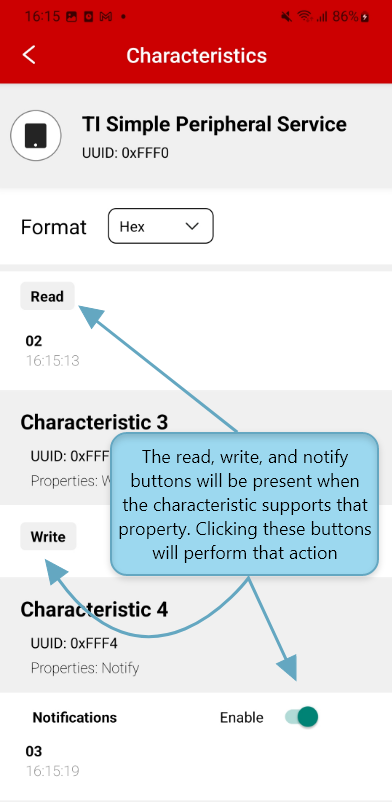 16:15 86%
Characteristics
TI Simple Peripheral Service
UUID: 0xFFF0
Format Hex
Read
02
16:15:13
Characteristic 3
UUID: 0xFFF
Properties: W
The read, write, and notify
buttons will be present when
the characteristic supports that
property. Clicking these buttons
will perform that action
Write
Characteristic 4
UUID: 0xFFF4
Properties: Notify
Notifications Enable
03
16:15:19